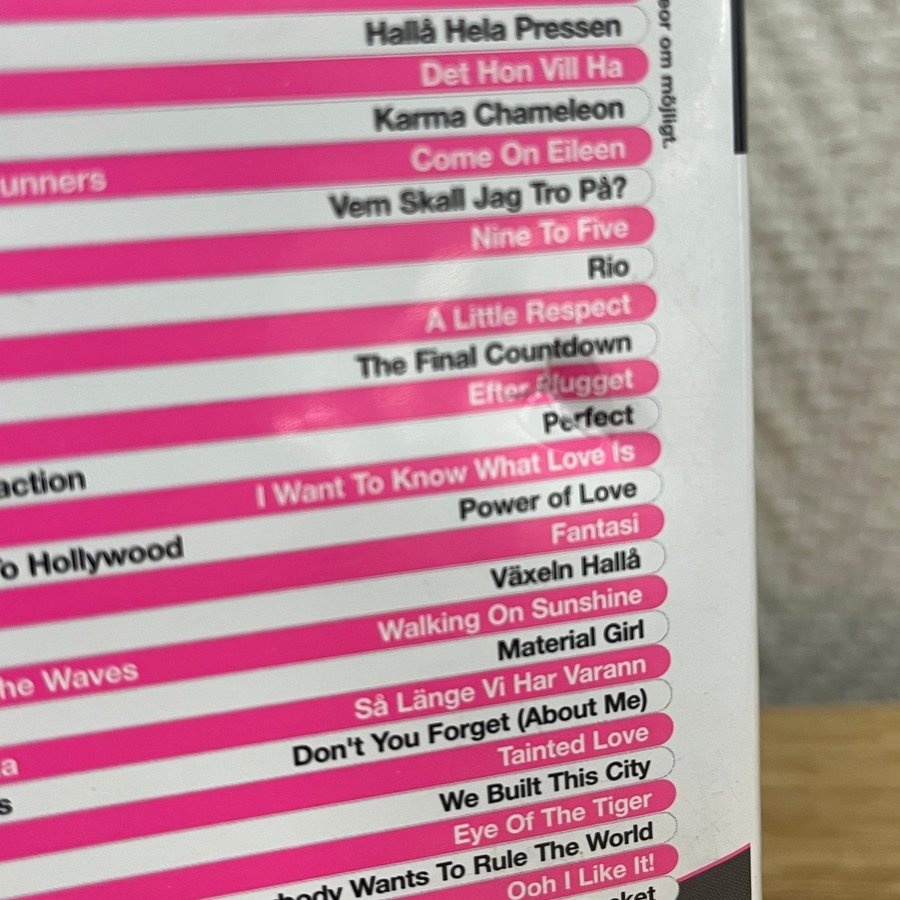 Hallå Hela Pressen
Det Hon Vill Ha
Karma Chameleon
unners Come On Eileen
Vem Skall Jag Tro På?
Nine To Five
Rio
A Little Respect
The Final Countdown
Efter Plugget
Perfect
action I Want To Know What Love Is
Power of Love
o Hollywood Fantasi
Växeln Hallå
Walking On Sunshine
he Waves Material Girl
Så Länge Vi Har Varann
Don't You Forget (About Me)
a Tainted Love
s We Built This City
Eye Of The Tiger
body Wants To Rule The World
Ooh I Like It!
ket
eor om möjligt.